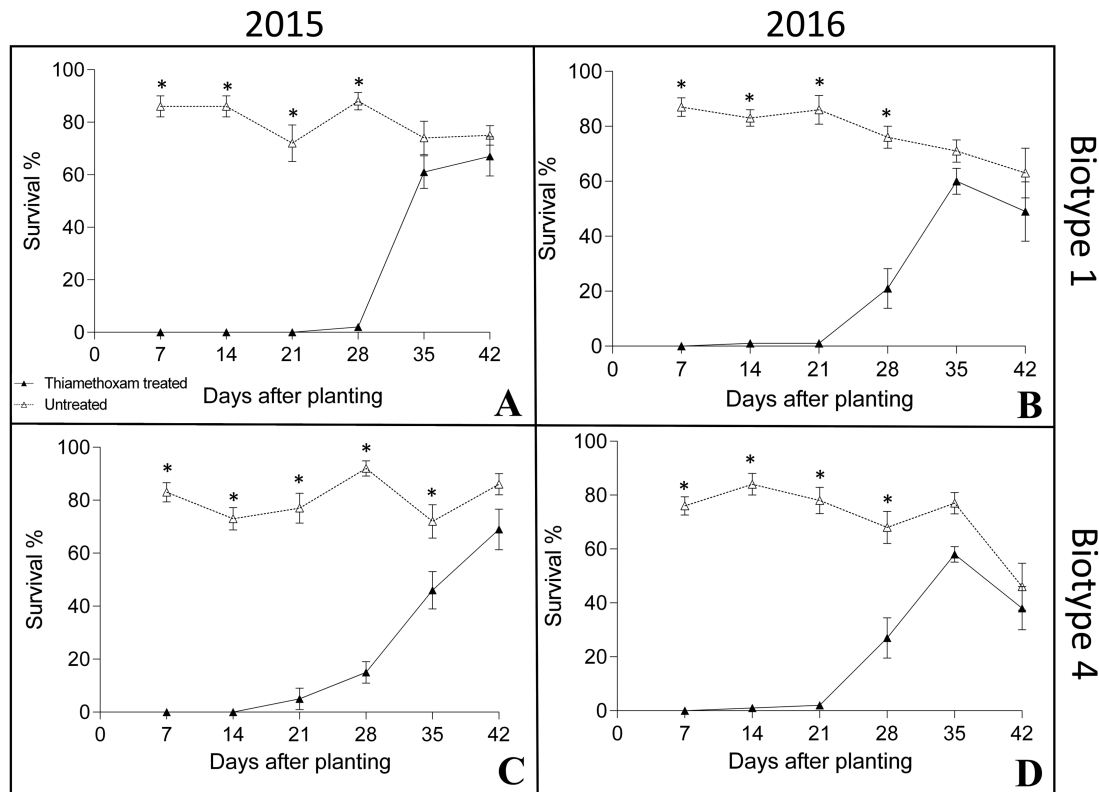 2015
2016
100
80
60
40
20
0
Survival %
* * * *
0 7 14 21 28 35 42
Thiamethoxam treated
Untreated
Days after planting
A
100
80
60
40
20
0
Survival %
* * * *
0 7 14 21 28 35 42
Days after planting
B
Biotype 1
100
80
60
40
20
0
Survival %
* * * * *
0 7 14 21 28 35 42
Days after planting
C
100
80
60
40
20
0
Survival %
* * * *
0 7 14 21 28 35 42
Days after planting
D
Biotype 4